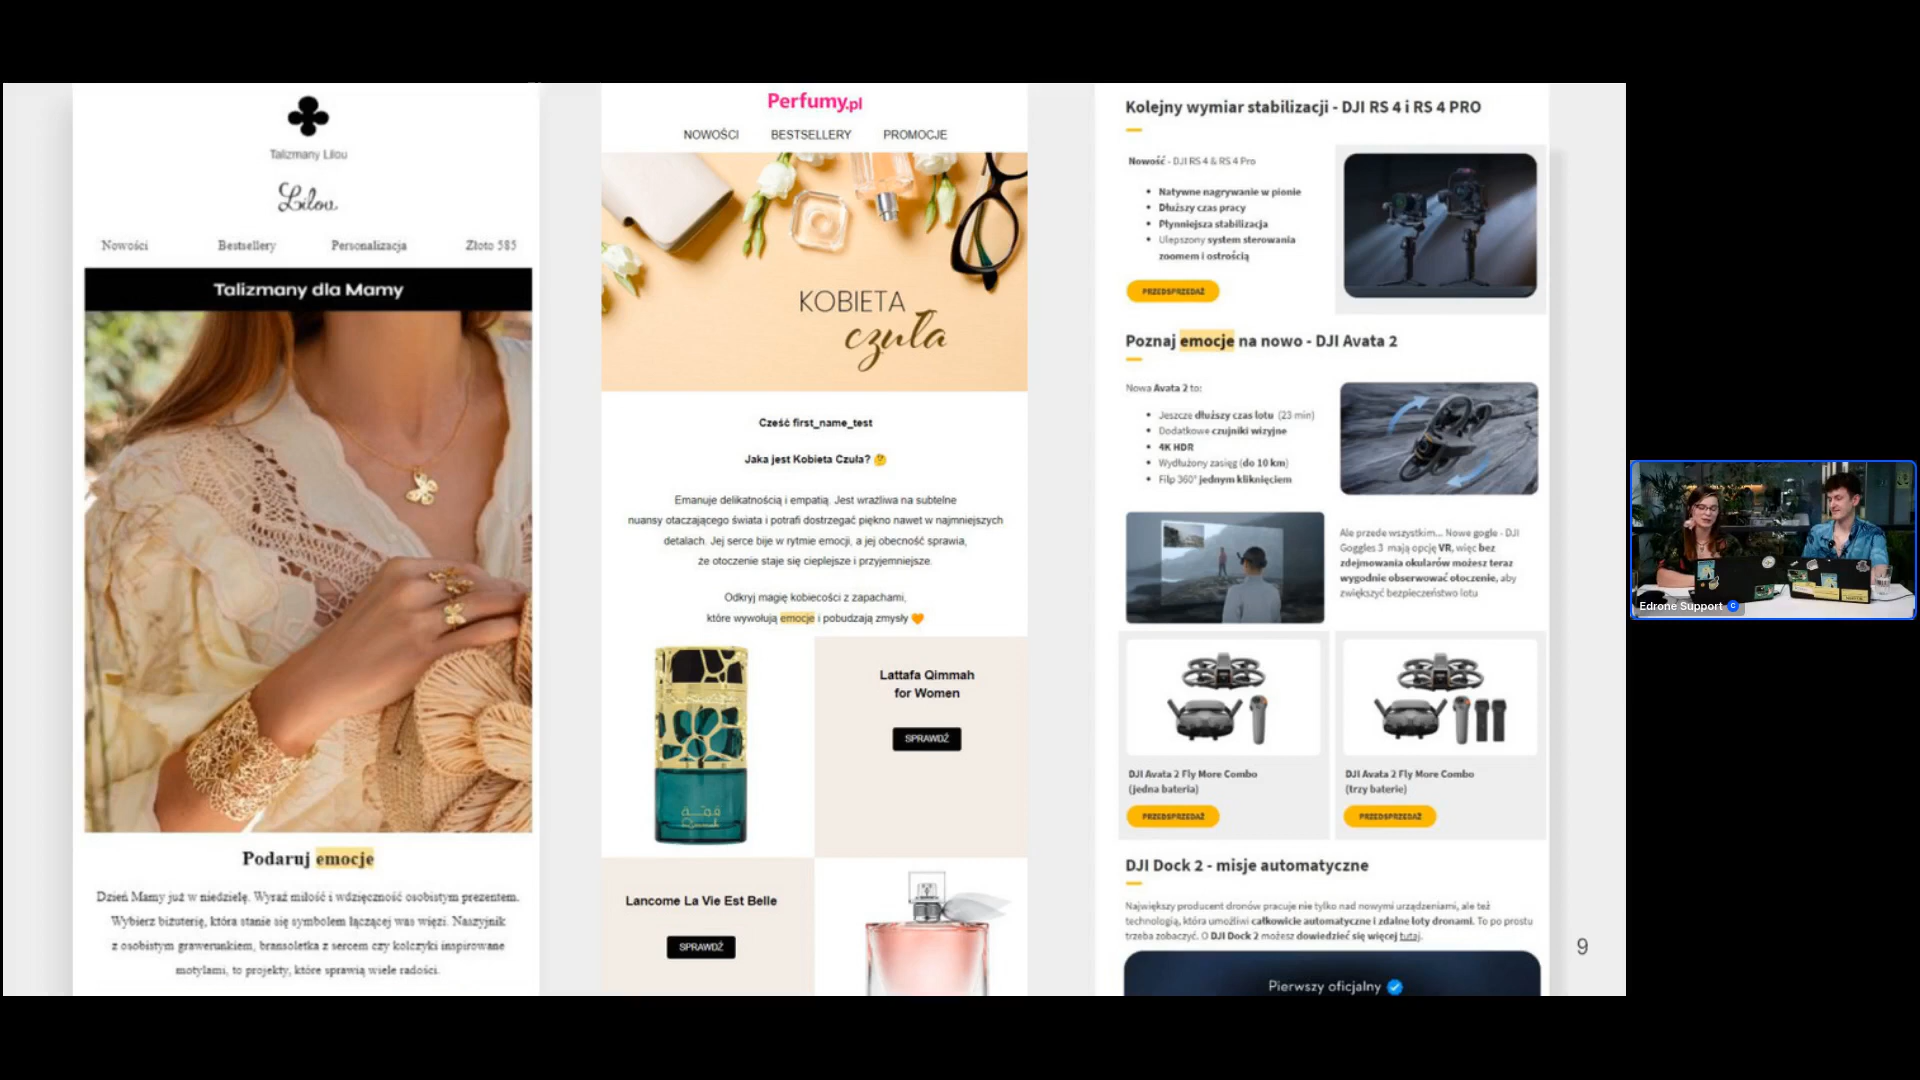 Talizmany Lilou
Lilou
Nowości Bestsellery Personalizacja Złoto 585
Talizmany dla Mamy
Podaruj emocje
Dzień Mamy już w niedzielę. Wyraź miłość i wdzięczność osobistym prezentem.
Wybierz biżuterię, która stanie się symbolem łączącej was więzi. Naszyjnik
z osobistym grawerunkiem, bransoletka z sercem czy kolczyki inspirowane
motylami, to projekty, które sprawią wiele radości.
Perfumy.pl
NOWOŚCI BESTSELLERY PROMOCJE
KOBIETA
czuła
Cześć first_name_test
Jaka jest Kobieta Czuła? 🤔
Emanuje delikatnością i empatią. Jest wrażliwa na subtelne
nuansy otaczającego świata i potrafi dostrzegać piękno nawet w najmniejszych
detalach. Jej serce bije w rytmie emocji, a jej obecność sprawia,
że otoczenie staje się cieplejsze i przyjemniejsze.
Odkryj magię kobiecości z zapachami,
które wywołują emocje i pobudzają zmysły 🧡
Lattafa Qimmah
for Women
SPRAWDŹ
Lancome La Vie Est Belle
SPRAWDŹ
Kolejny wymiar stabilizacji - DJI RS 4 i RS 4 PRO
Nowość - DJI RS 4 & RS 4 Pro
• Natywne nagrywanie w pionie
• Dłuższy czas pracy
• Płynniejsza stabilizacja
• Ulepszony system sterowania
zoomem i ostrością
PRZEDSPRZEDAŻ
Poznaj emocje na nowo - DJI Avata 2
Nowa Avata 2 to:
• Jeszcze dłuższy czas lotu (23 min)
• Dodatkowe czujniki wizyjne
• 4K HDR
• Wydłużony zasięg (do 10 km)
• Filp 360° jednym kliknięciem
Ale przede wszystkim... Nowe gogle - DJI
Goggles 3 mają opcję VR, więc bez
zdejmowania okularów możesz teraz
wygodnie obserwować otoczenie, aby
zwiększyć bezpieczeństwo lotu
DJI Avata 2 Fly More Combo
(jedna bateria)
PRZEDSPRZEDAŻ
DJI Avata 2 Fly More Combo
(trzy baterie)
PRZEDSPRZEDAŻ
DJI Dock 2 - misje automatyczne
Największy producent dronów pracuje nie tylko nad nowymi urządzeniami, ale też
technologią, która umożliwi całkowicie automatyczne i zdalne loty dronami. To po prostu
trzeba zobaczyć. O DJI Dock 2 możesz dowiedzieć się więcej tutaj.
Pierwszy oficjalny
9
Edrone Support